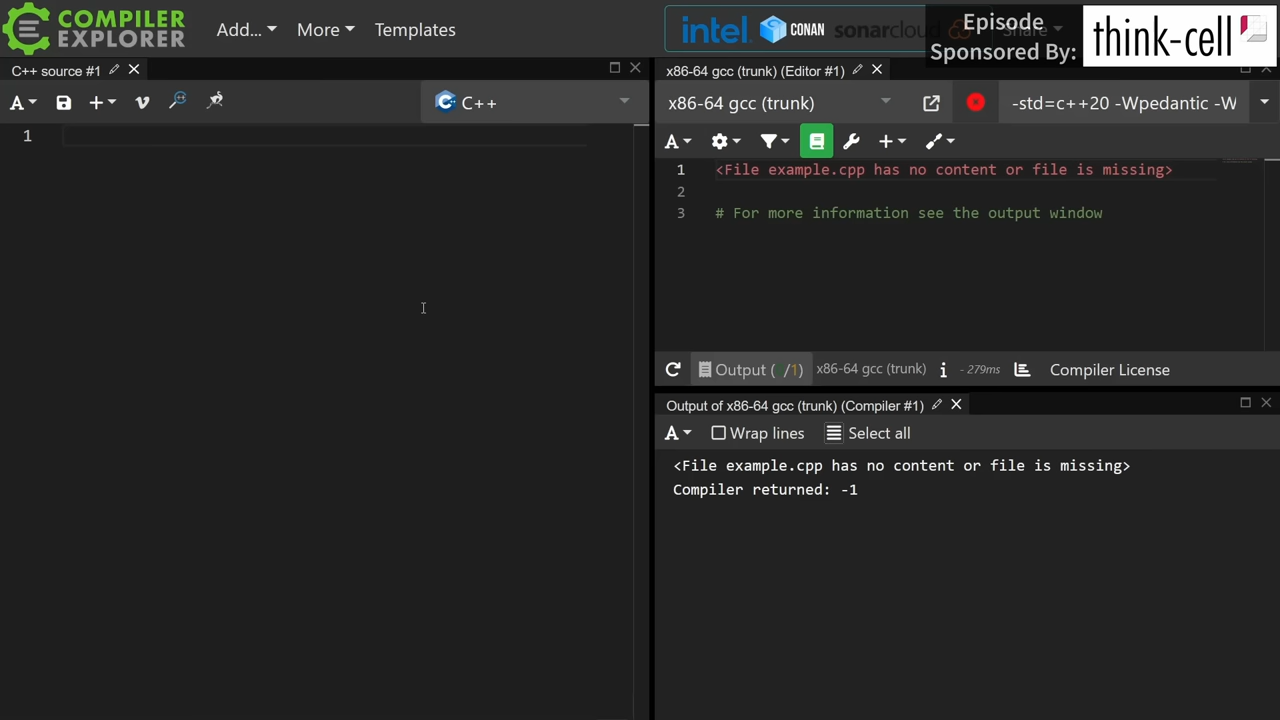 COMPILER
EXPLORER
Add...
More
Templates
intel
CONAN
sonarcloud
Share
Episode
Sponsored By:
think-cell
C++ source #1
A
C++
1
x86-64 gcc (trunk) (Editor #1)
x86-64 gcc (trunk)
-std=c++20 -Wpedantic -W
A
1 <File example.cpp has no content or file is missing>
2
3 # For more information see the output window
Output ( /1)
x86-64 gcc (trunk)
- 279ms
Compiler License
Output of x86-64 gcc (trunk) (Compiler #1)
A
Wrap lines
Select all
<File example.cpp has no content or file is missing>
Compiler returned: -1